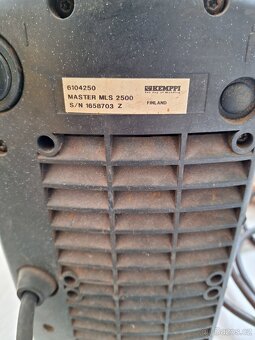 6104250
KEMPPI
MASTER MLS 2500
S/N 1658703 Z
FINLAND